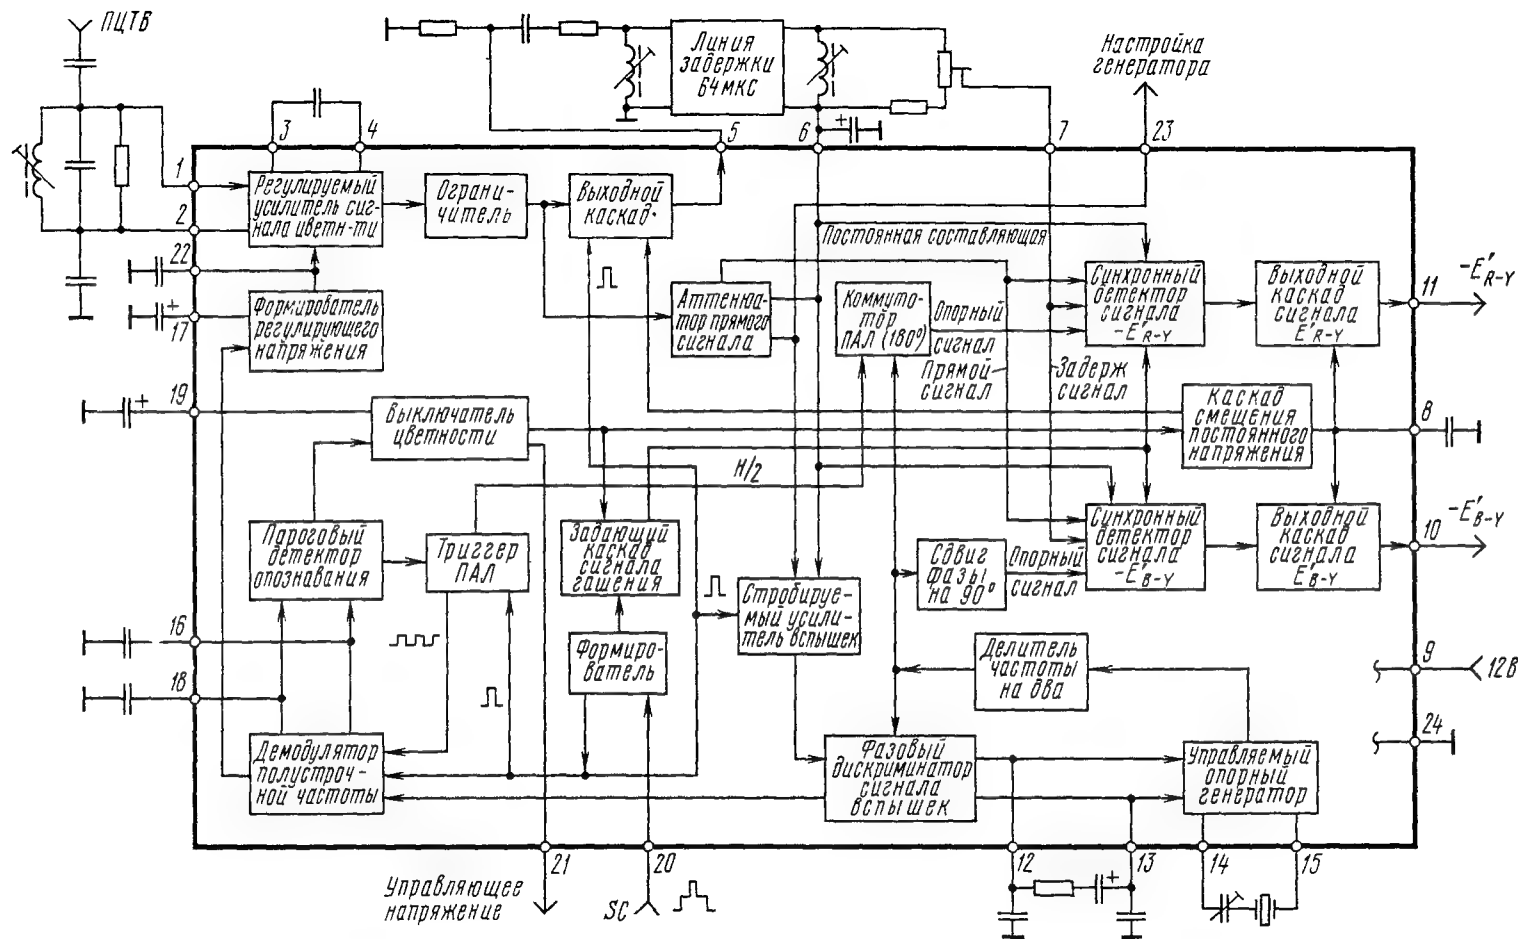 ПЦТВ
Линия
задержки
64мкс
Настройка
генератора
3
4
5
6
7
23
1
2
22
17
Регулируемый
усилитель сиг-
нала цветн-ти
Ограни-
читель
Выходной
каскад
Постоянная составляющая
Формирователь
регулирующего
напряжения
Аттенюа-
тор прямого
сигнала
Коммута-
тор
ПАЛ (180°)
Опорный
сигнал
Прямой
сигнал
Задерж
сигнал
Синхронный
детектор
сигнала
-E'R-Y
Выходной
каскад
сигнала
E'R-Y
11
-E'R-Y
19
Выключатель
цветности
Каскад
смещения
постоянного
напряжения
8
H/2
Пороговый
детектор
опознавания
Триггер
ПАЛ
Задающий
каскад
сигнала
гашения
Стробируе-
мый усили-
тель вспышек
Сдвиг
фазы
на 90°
Опорный
сигнал
Синхронный
детектор
сигнала
-E'B-Y
Выходной
каскад
сигнала
E'B-Y
10
-E'B-Y
16
18
Формиро-
ватель
Делитель
частоты
на два
9
12В
24
Демодулятор
полустроч-
ной частоты
Фазовый
дискриминатор
сигнала
вспышек
Управляемый
опорный
генератор
21
20
12
13
14
15
Управляющее
напряжение
SC